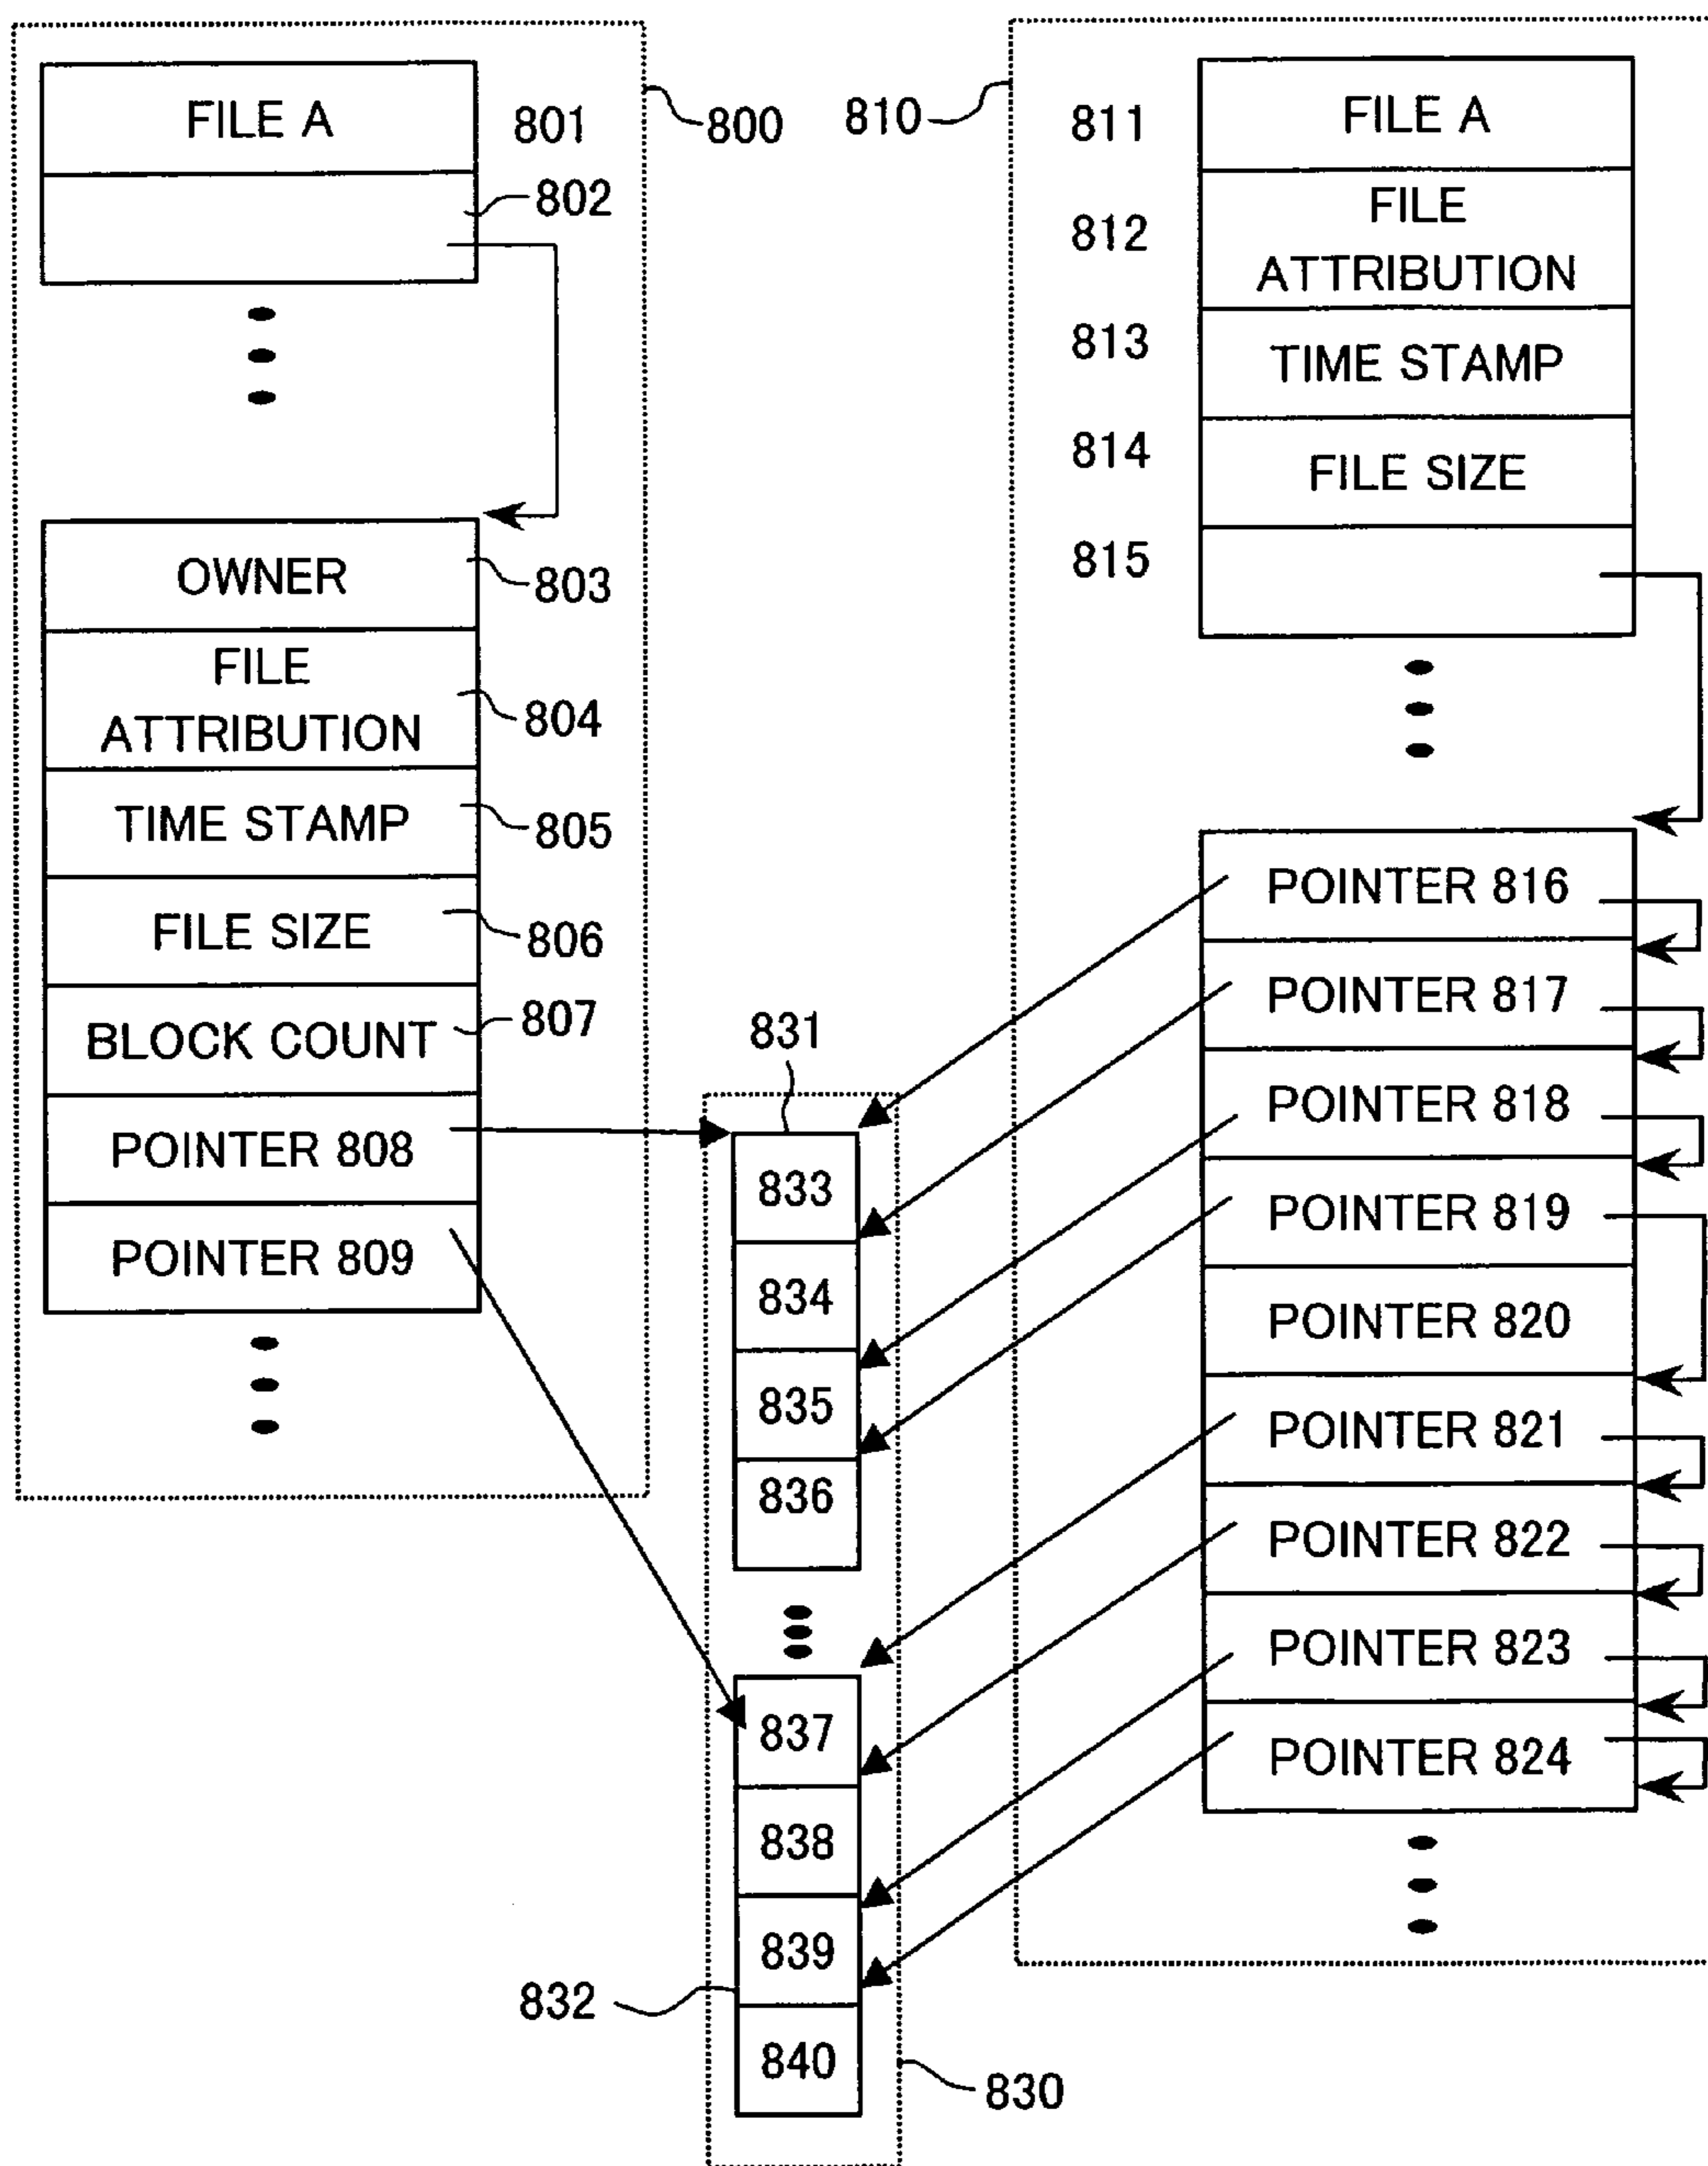 FILE A
801
800
802
OWNER
803
FILE
ATTRIBUTION
804
TIME STAMP
805
FILE SIZE
806
BLOCK COUNT
807
POINTER 808
POINTER 809
831
833
834
835
836
837
838
839
840
832
830
810
811
FILE A
812
FILE
ATTRIBUTION
813
TIME STAMP
814
FILE SIZE
815
POINTER 816
POINTER 817
POINTER 818
POINTER 819
POINTER 820
POINTER 821
POINTER 822
POINTER 823
POINTER 824